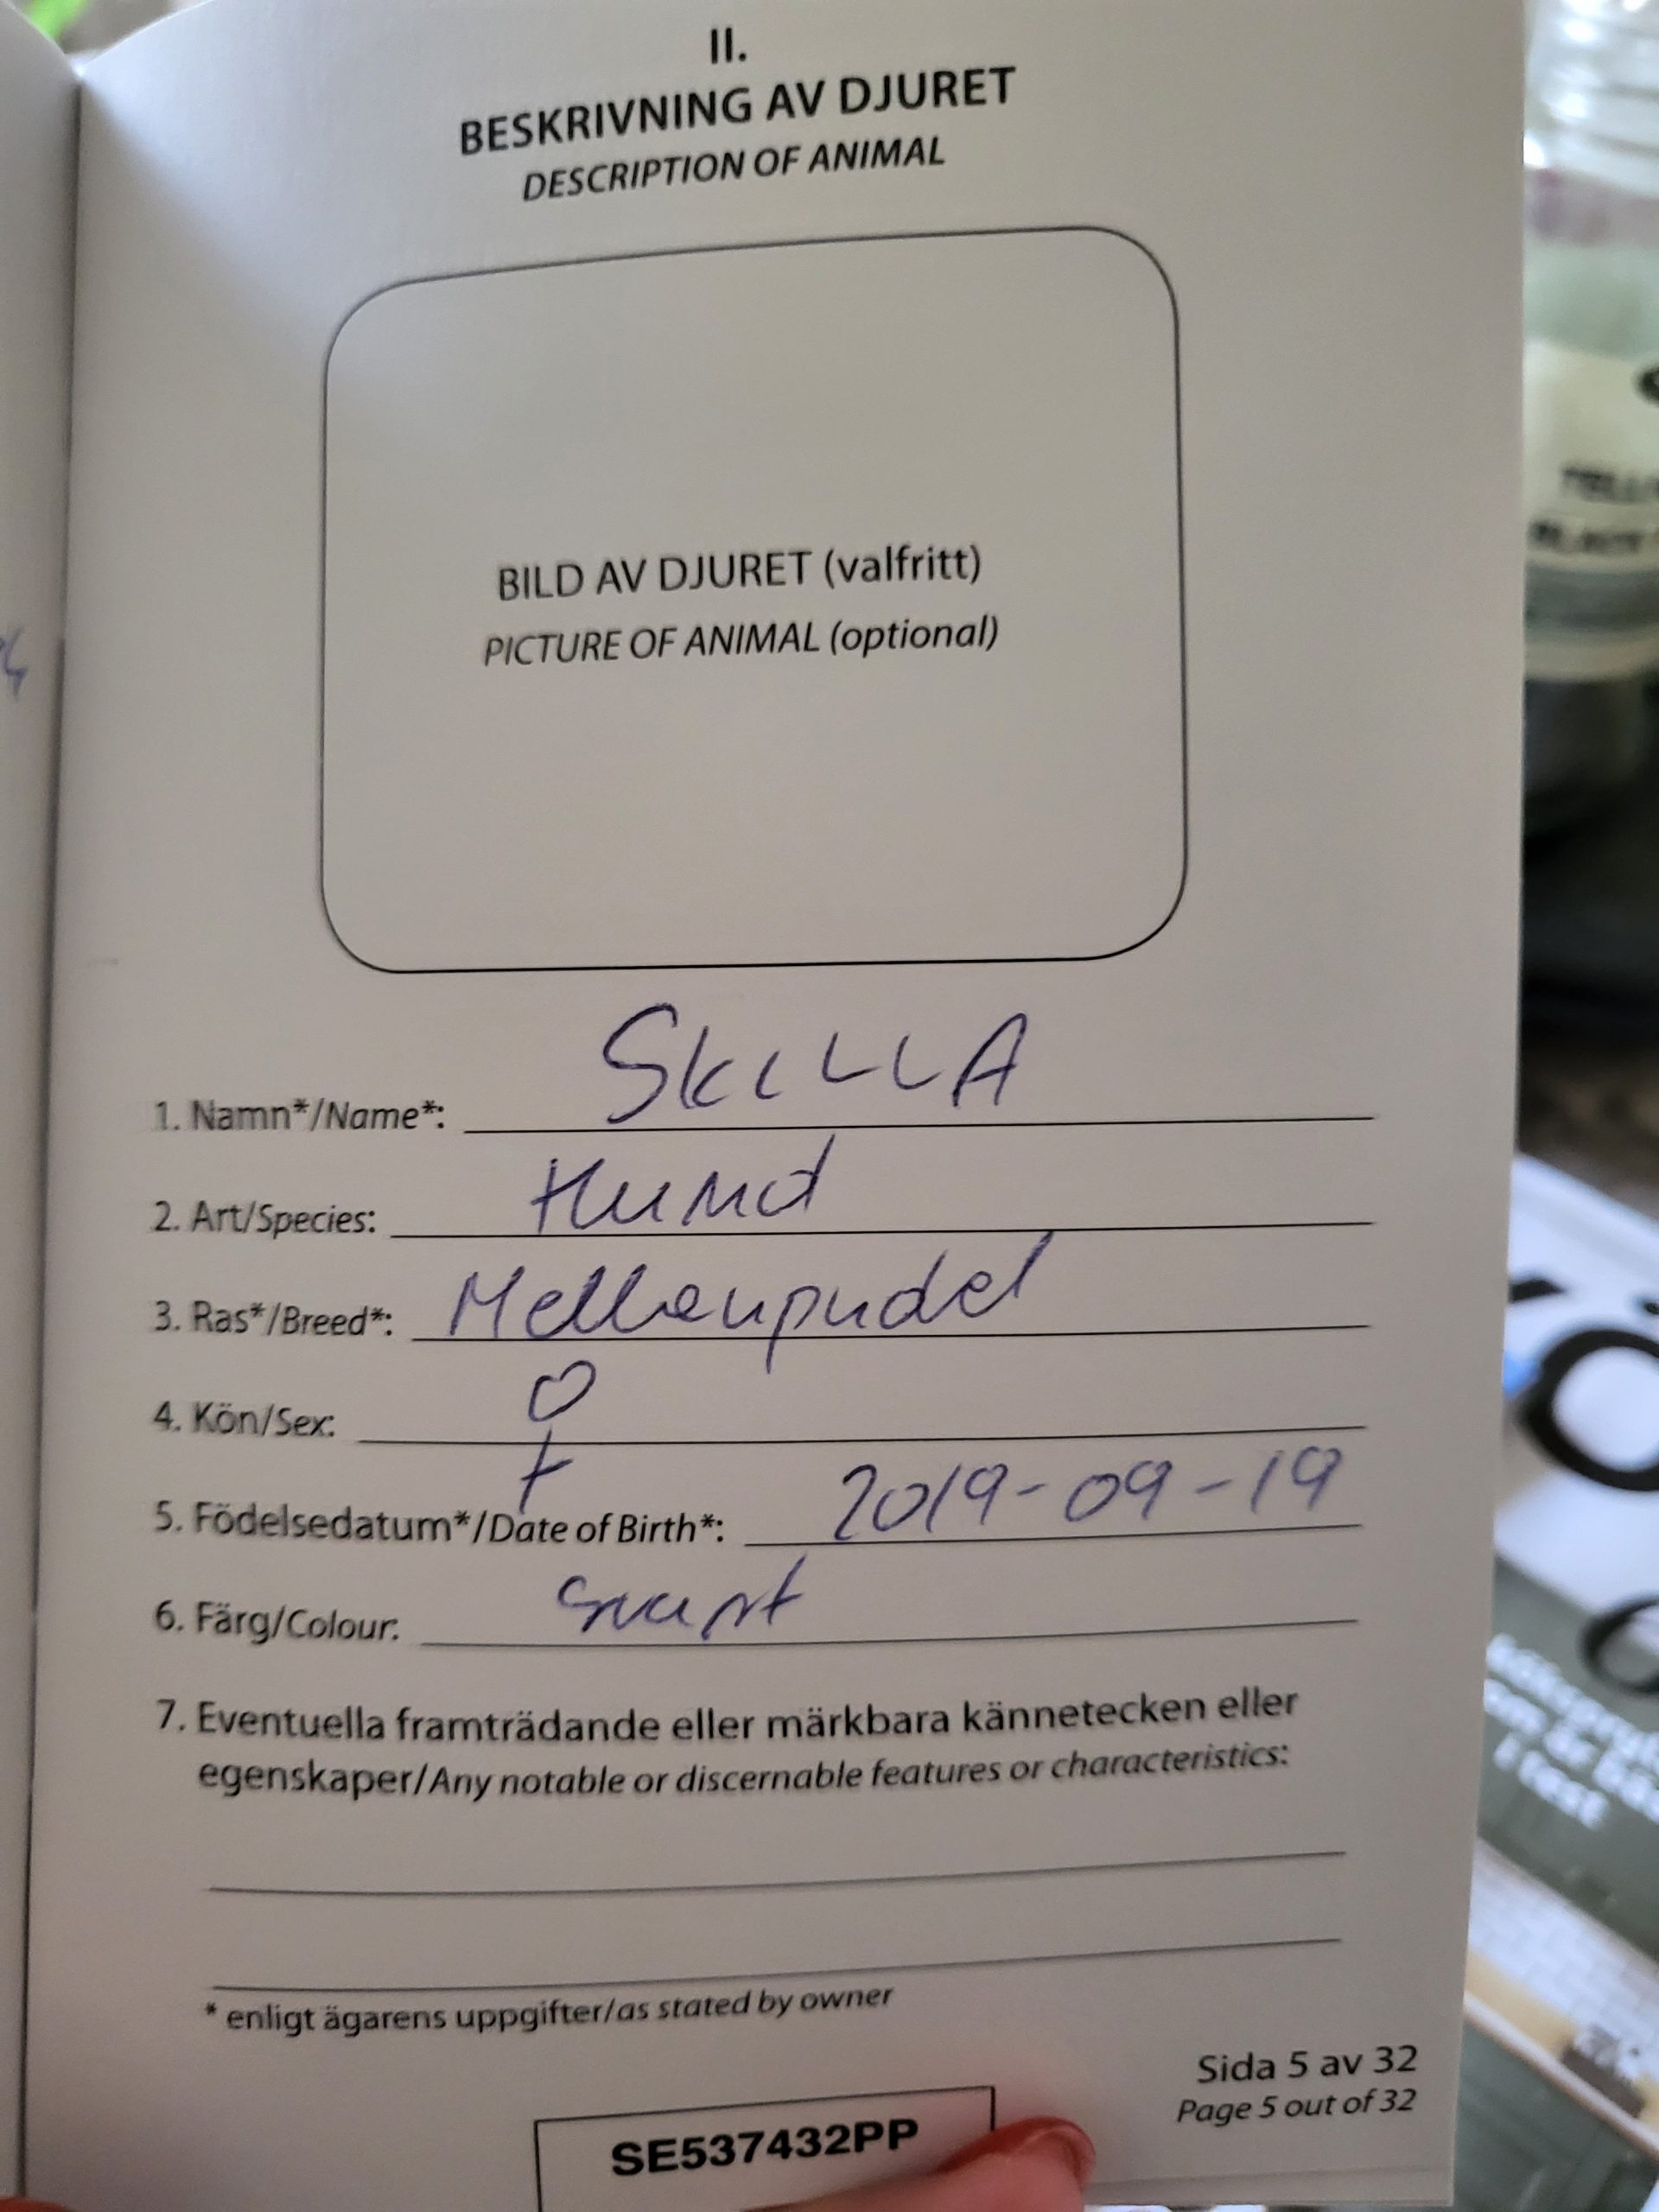 II.
BESKRIVNING AV DJURET
DESCRIPTION OF ANIMAL
BILD AV DJURET (valfritt)
PICTURE OF ANIMAL (optional)
1. Namn*/Name*: SKILLA
2. Art/Species: Hund
3. Ras*/Breed*: Mellanpudel
4. Kön/Sex: ♀
5. Födelsedatum*/Date of Birth*: 2019-09-19
6. Färg/Colour: svart
7. Eventuella framträdande eller märkbara kännetecken eller
egenskaper/Any notable or discernable features or characteristics:
* enligt ägarens uppgifter/as stated by owner
Sida 5 av 32
Page 5 out of 32
SE537432PP